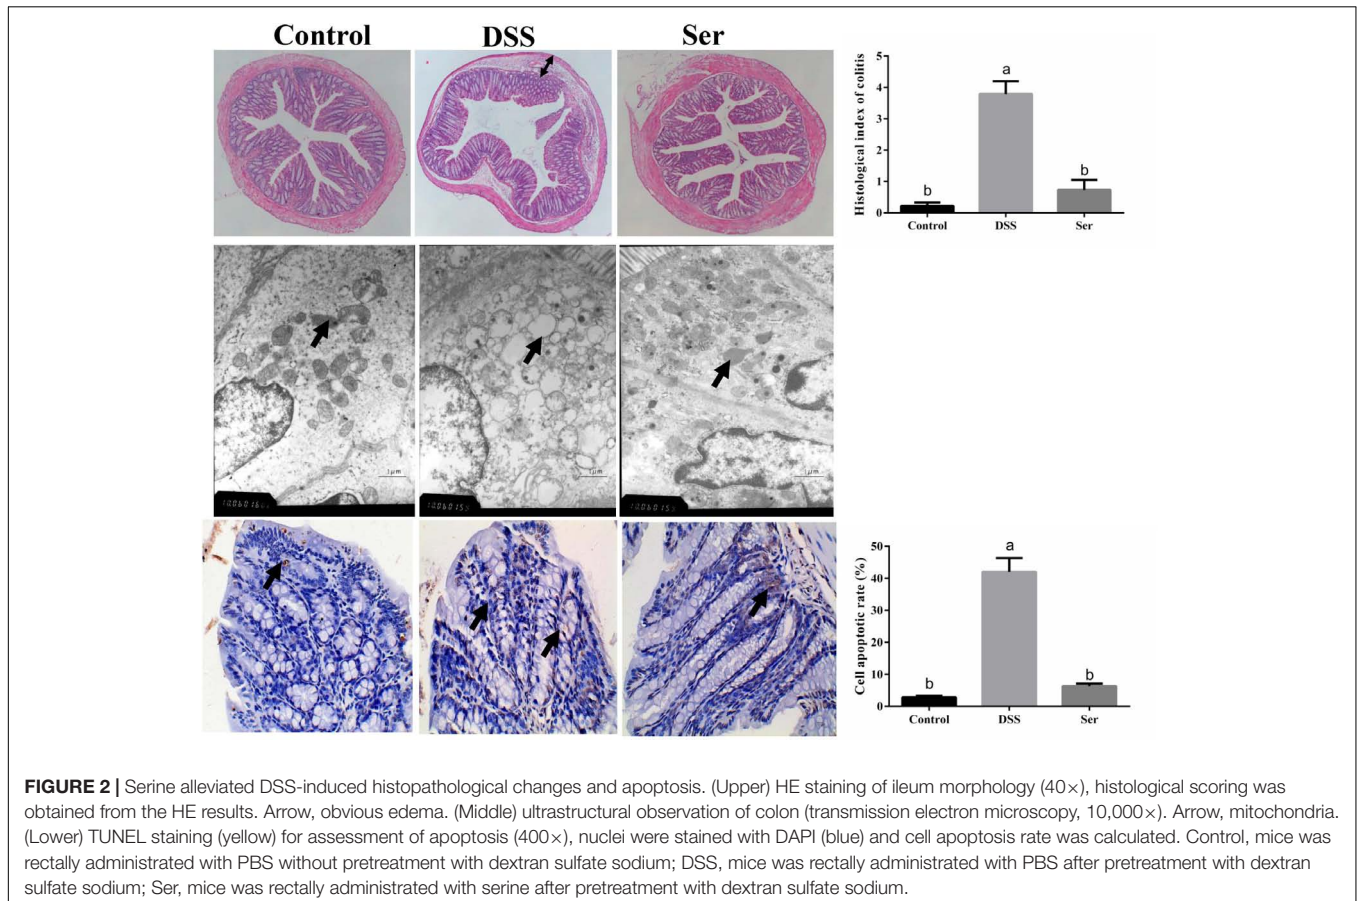 Control DSS Ser
Histological index of colitis
5
4
3
2
1
0
b
a
b
Control DSS Ser
1μm
1μm
1μm
Cell apoptotic rate (%)
50
40
30
20
10
0
b
a
b
Control DSS Ser
FIGURE 2 | Serine alleviated DSS-induced histopathological changes and apoptosis. (Upper) HE staining of ileum morphology (40×), histological scoring was
obtained from the HE results. Arrow, obvious edema. (Middle) ultrastructural observation of colon (transmission electron microscopy, 10,000×). Arrow, mitochondria.
(Lower) TUNEL staining (yellow) for assessment of apoptosis (400×), nuclei were stained with DAPI (blue) and cell apoptosis rate was calculated. Control, mice was
rectally administrated with PBS without pretreatment with dextran sulfate sodium; DSS, mice was rectally administrated with PBS after pretreatment with dextran
sulfate sodium; Ser, mice was rectally administrated with serine after pretreatment with dextran sulfate sodium.